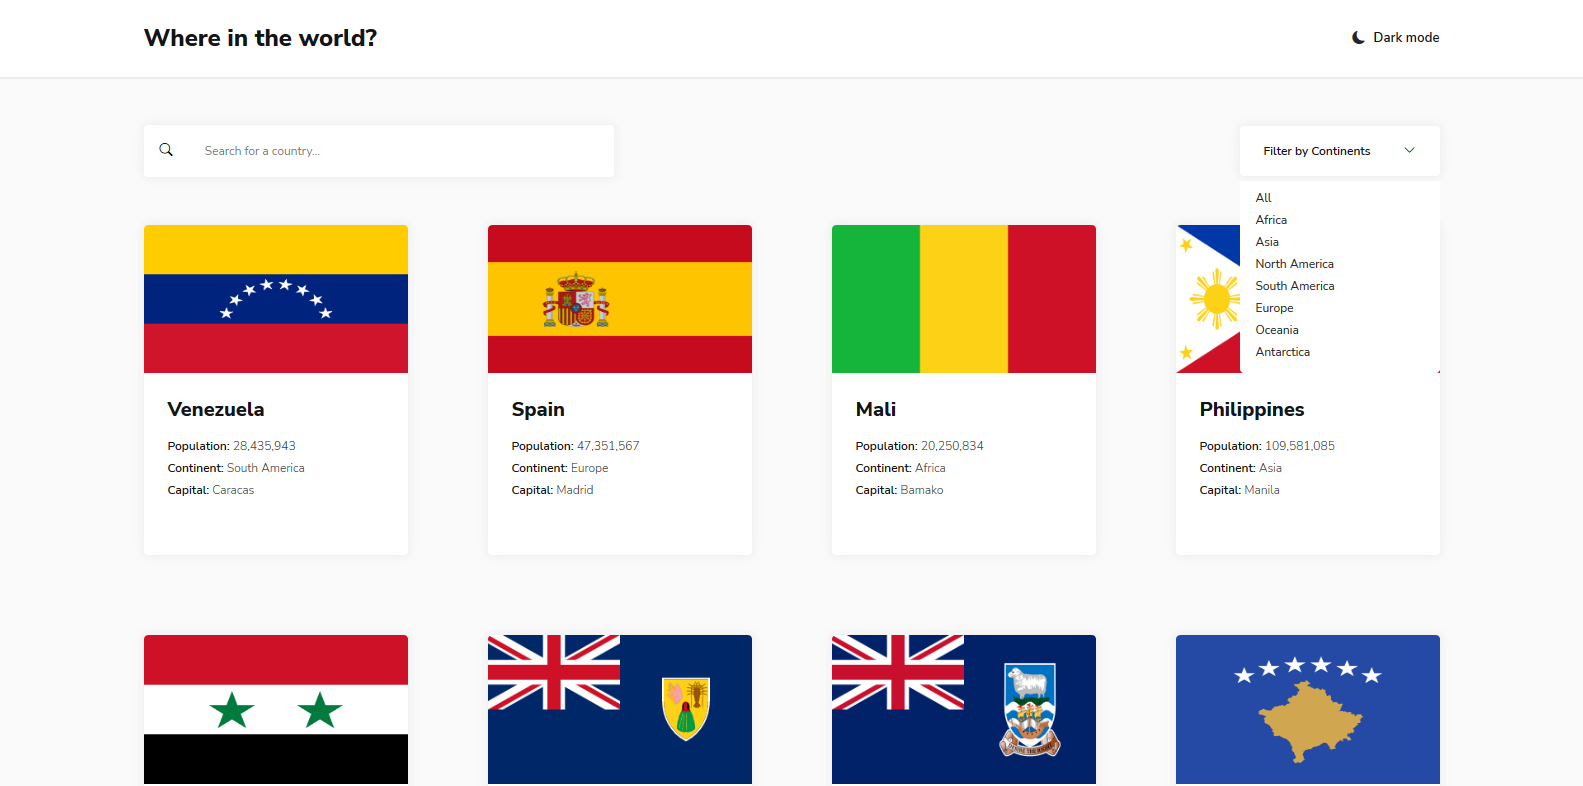 Where in the world?
Dark mode
Search for a country...
Filter by Continents
All
Africa
Asia
North America
South America
Europe
Oceania
Antarctica
Venezuela
Population: 28,435,943
Continent: South America
Capital: Caracas
Spain
Population: 47,351,567
Continent: Europe
Capital: Madrid
Mali
Population: 20,250,834
Continent: Africa
Capital: Bamako
Philippines
Population: 109,581,085
Continent: Asia
Capital: Manila